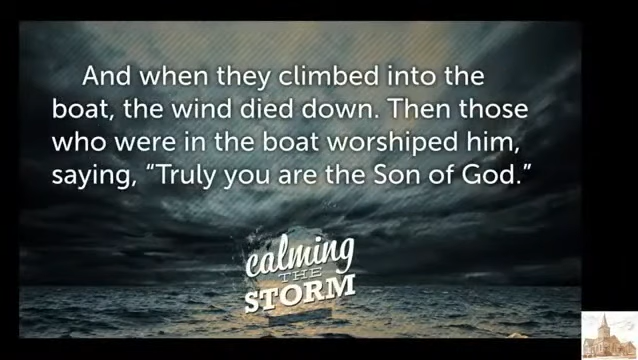 And when they climbed into the
boat, the wind died down. Then those
who were in the boat worshiped him,
saying, “Truly you are the Son of God.”
calming
THE
STORM